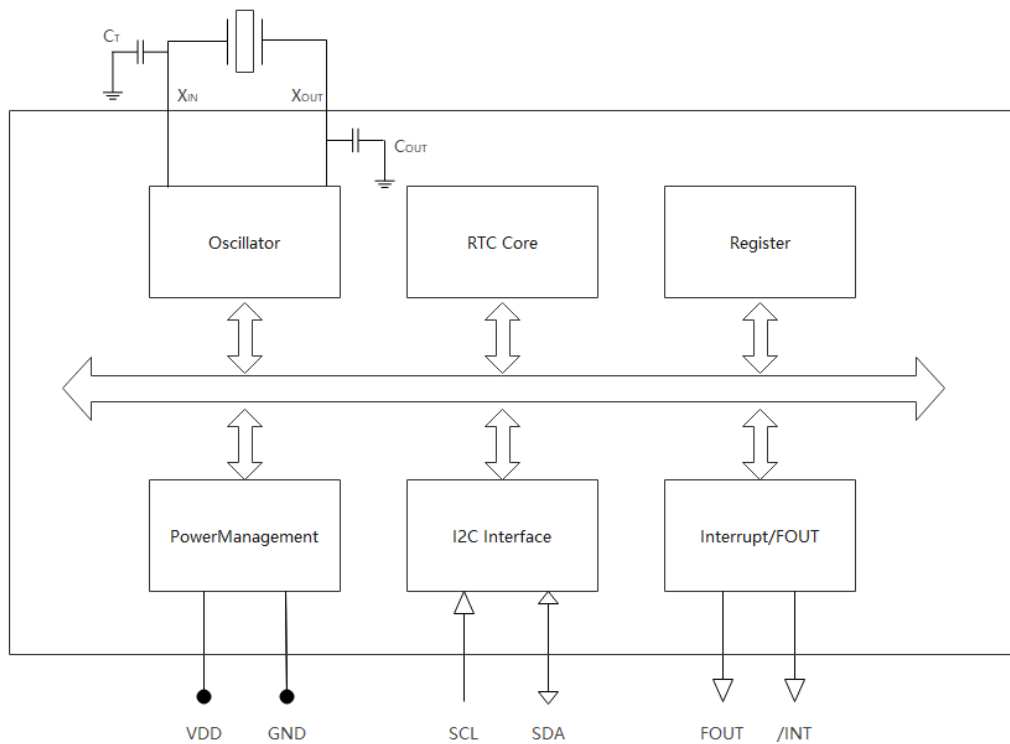 CT
XIN
XOUT
COUT
Oscillator
RTC Core
Register
PowerManagement
I2C Interface
Interrupt/FOUT
VDD
GND
SCL
SDA
FOUT
/INT